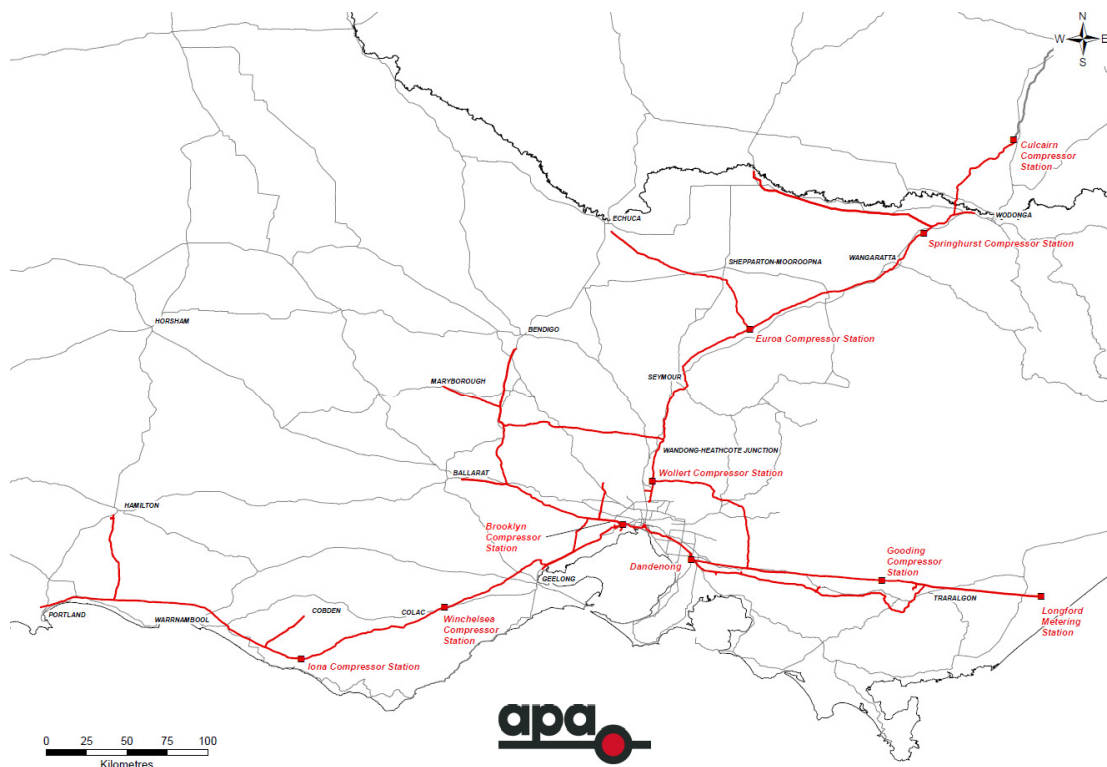 N
W E
S
Culcairn
Compressor
Station
ECHUCA
WODONGA
Springhurst Compressor Station
SHEPPARTON-MOOROOPNA
WANGARATTA
HORSHAM
BENDIGO
Euroa Compressor Station
MARYBOROUGH
SEYMOUR
WANDONG-HEATHCOTE JUNCTION
BALLARAT
Wollert Compressor Station
HAMILTON
Brooklyn
Compressor
Station
Gooding
Compressor
Station
Dandenong
GEELONG
TRARALGON
PORTLAND
WARRNAMBOOL
COBDEN
COLAC
Winchelsea
Compressor
Station
Longford
Metering
Station
Iona Compressor Station
apa
0 25 50 75 100
Kilometres